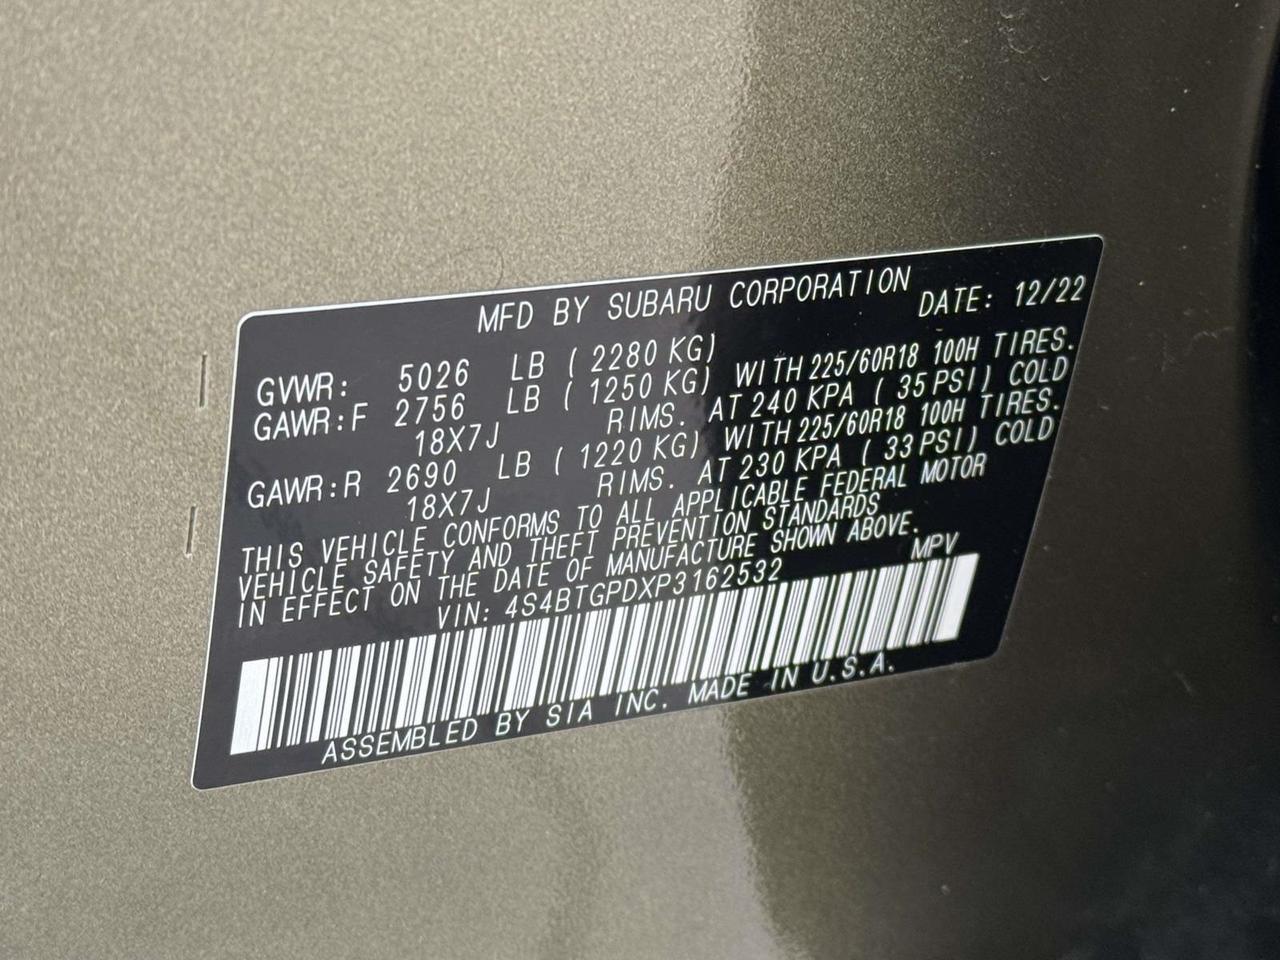 MFD BY SUBARU CORPORATION DATE: 12/22
GVWR: 5026 LB ( 2280 KG)
GAWR:F 2756 LB ( 1250 KG) WITH 225/60R18 100H TIRES.
18X7J RIMS. AT 240 KPA ( 35 PSI) COLD
GAWR:R 2690 LB ( 1220 KG) WITH 225/60R18 100H TIRES.
18X7J RIMS. AT 230 KPA ( 33 PSI) COLD
THIS VEHICLE CONFORMS TO ALL APPLICABLE FEDERAL MOTOR
VEHICLE SAFETY AND THEFT PREVENTION STANDARDS
IN EFFECT ON THE DATE OF MANUFACTURE SHOWN ABOVE.
VIN: 4S4BTGPDXP3162532 MPV
ASSEMBLED BY SIA INC. MADE IN U.S.A.